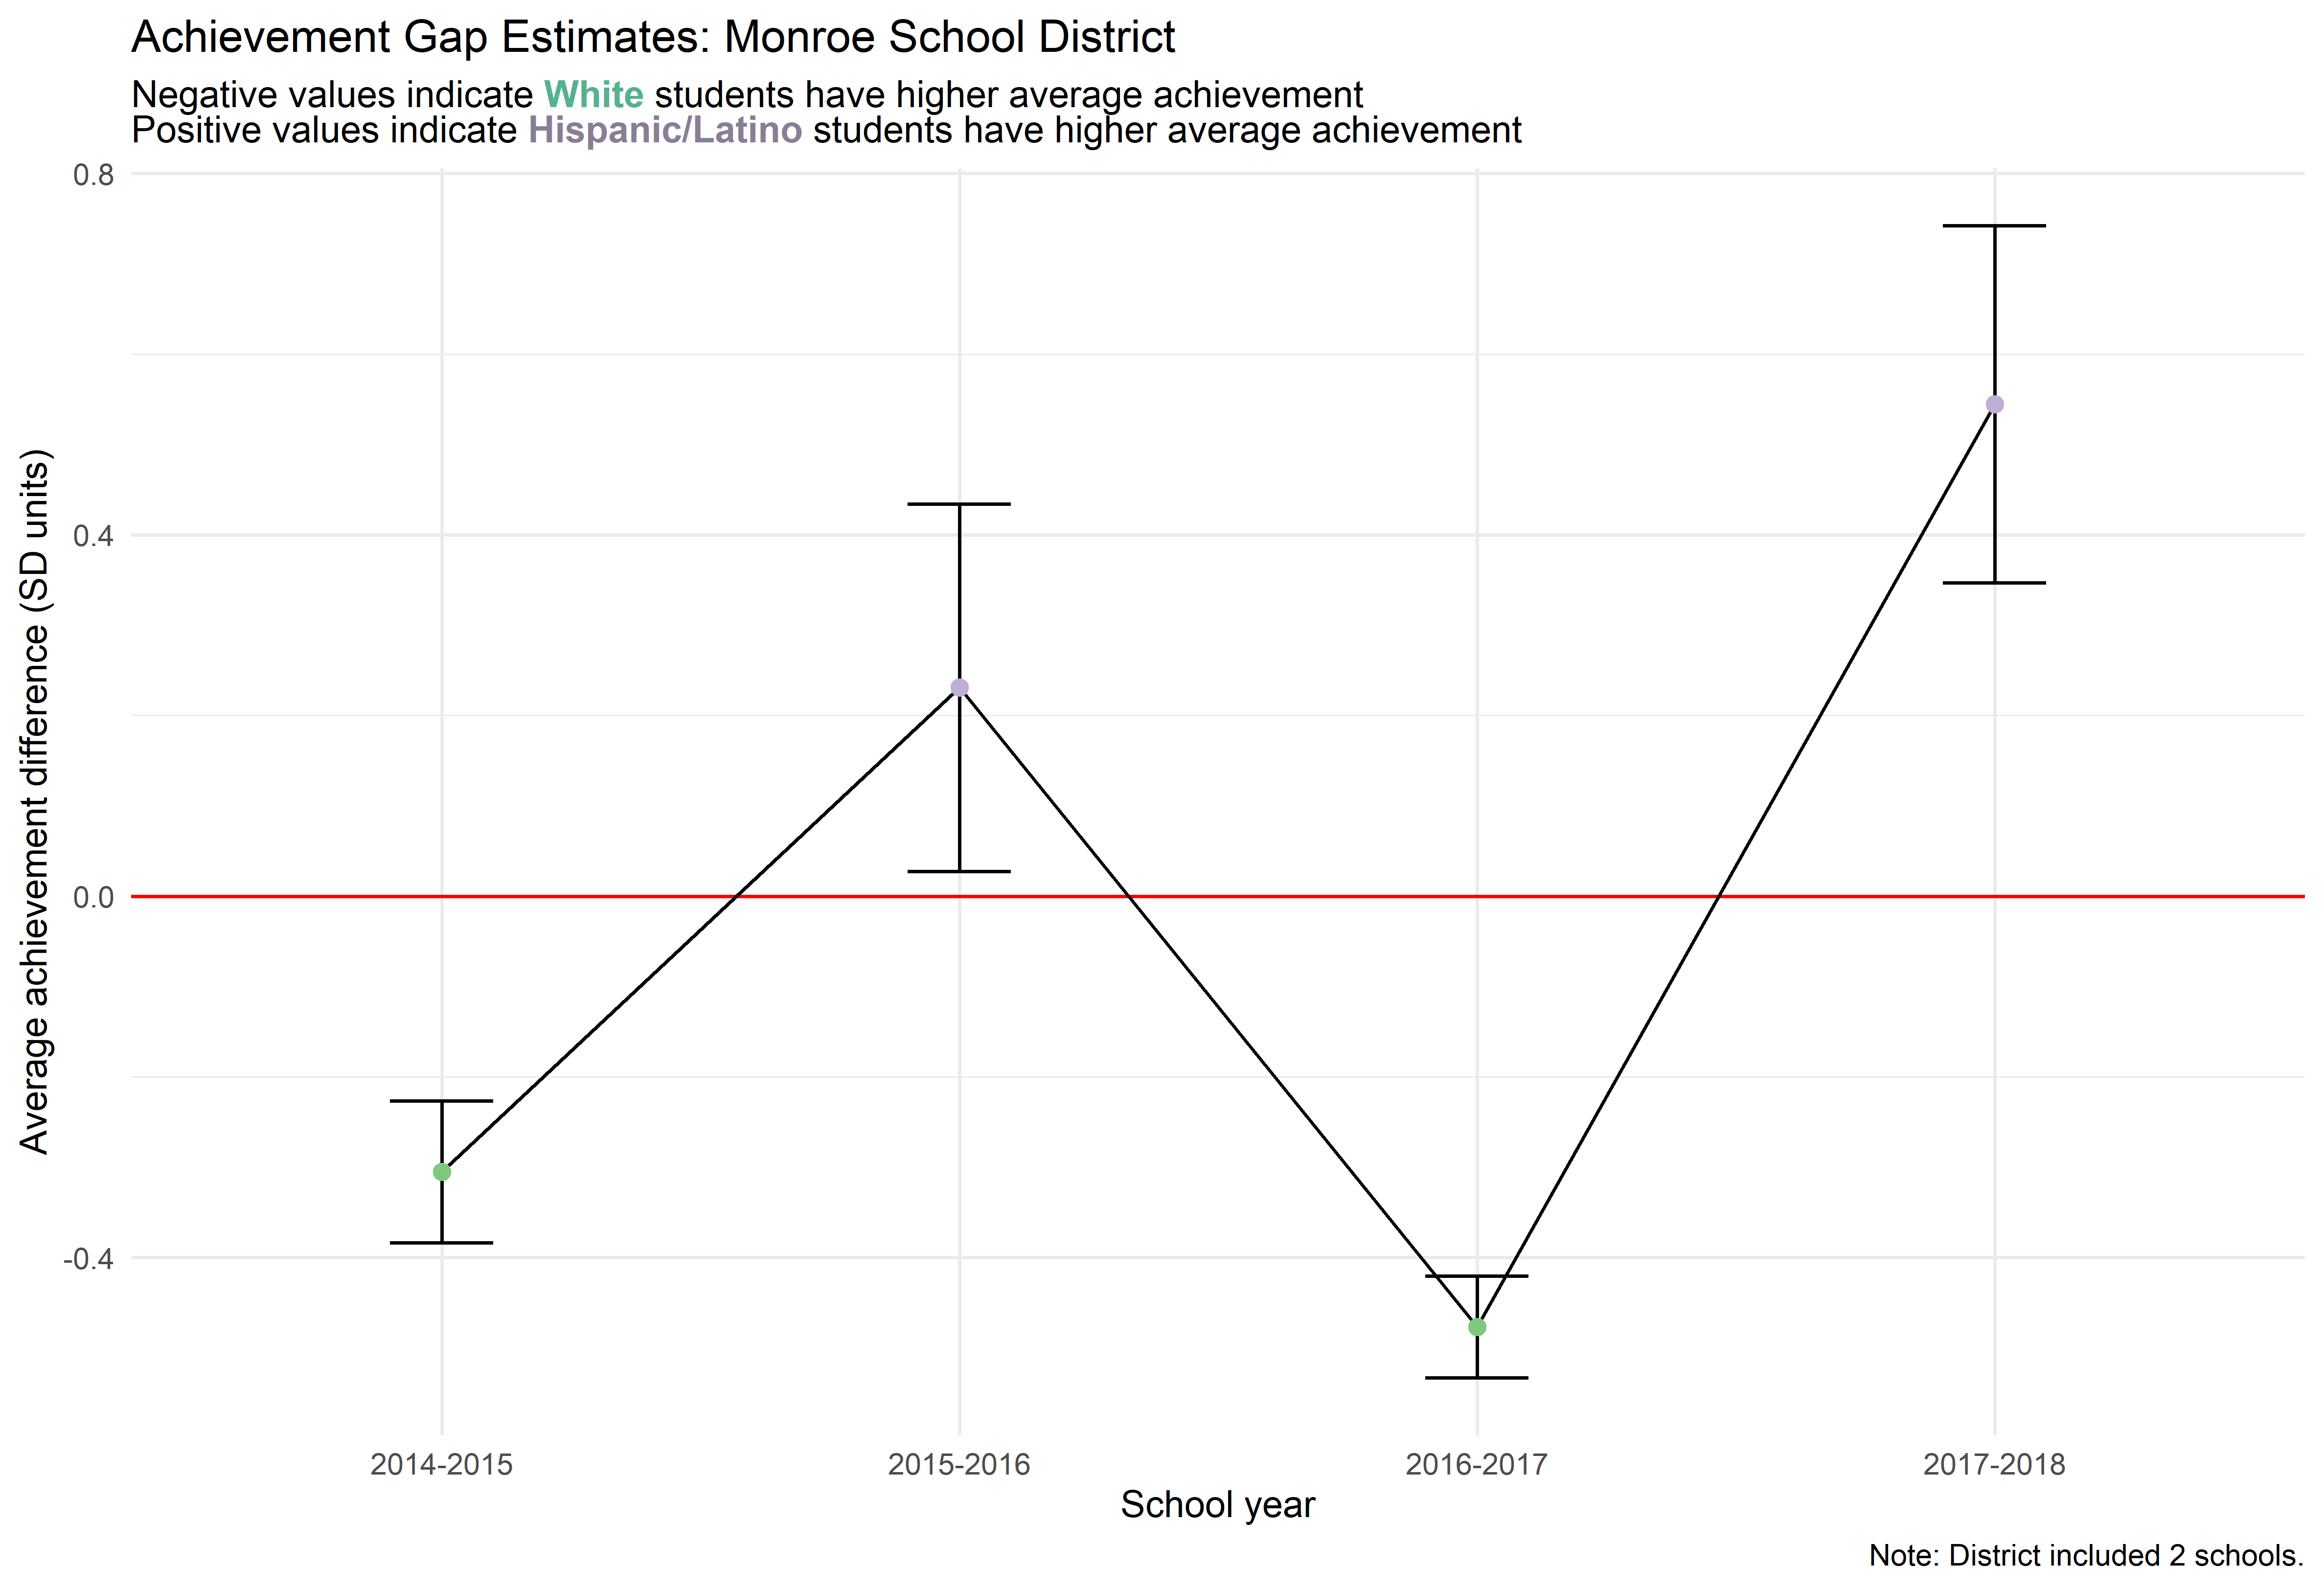 Achievement Gap Estimates: Monroe School District
Negative values indicate White students have higher average achievement
Positive values indicate Hispanic/Latino students have higher average achievement
Average achievement difference (SD units)
0.8
0.4
0.0
-0.4
2014-2015
2015-2016
2016-2017
2017-2018
School year
Note: District included 2 schools.